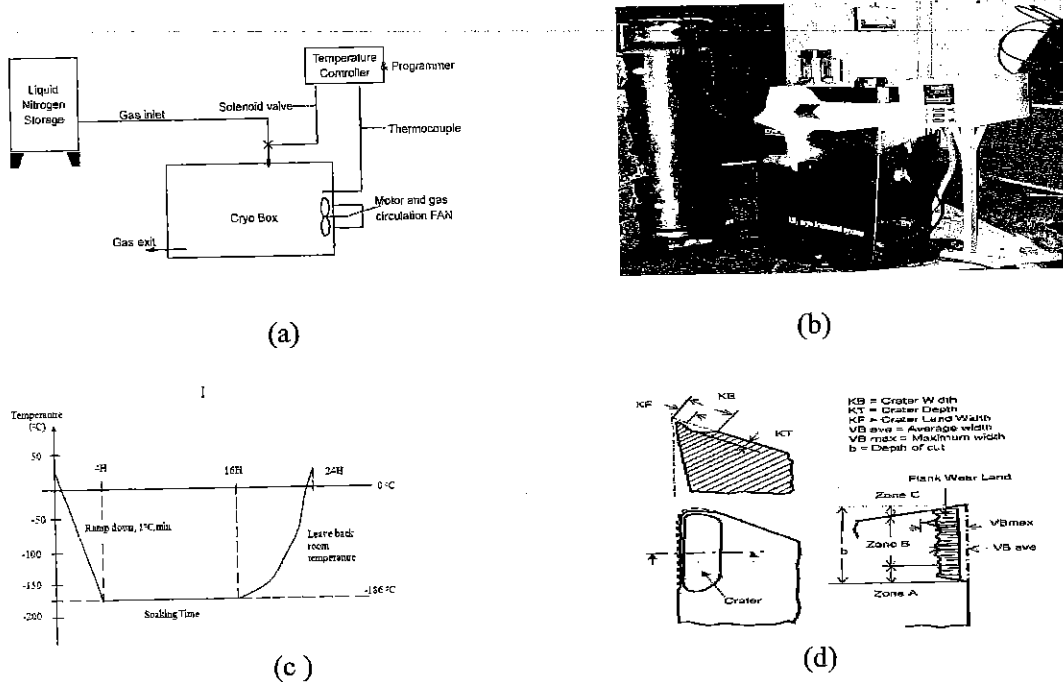 Liquid
Nitrogen
Storage
Gas inlet
Solenoid valve
Temperature
Controller
Programmer
Thermocouple
Cryo Box
Motor and gas
circulation FAN
Gas exit
(a)
(b)
I
Temperature
(°C)
50
0
-50
-100
-150
-200
4H
16H
24H
0 °C
Ramp down, 1°C,min
Leave back
room
temperature
-186 °C
Soaking Time
(c )
KF
KB
KT
KB = Crater Width
KT = Crater Depth
KF = Crater Land Width
VB ave = Average width
VB max = Maximum width
b = Depth of cut
Flank Wear Land
Zone C
VBmax
b
Zone B
VB ave
Zone A
Crater
(d)